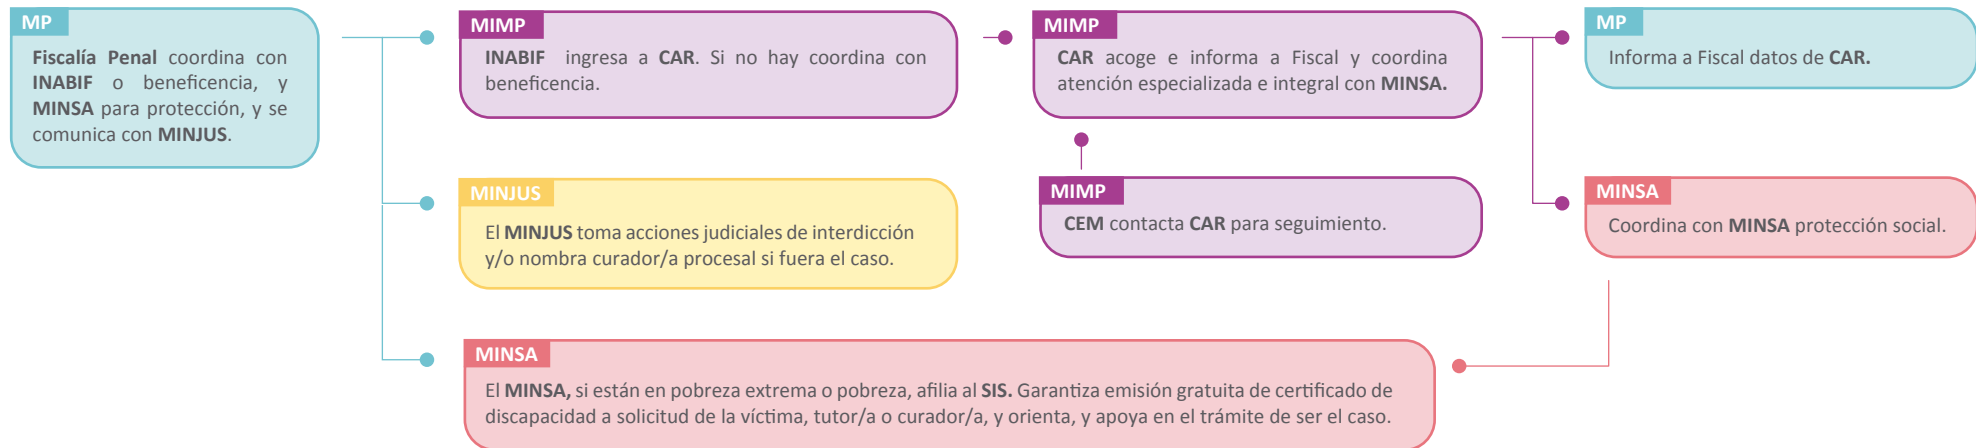 MP
Fiscalía Penal coordina con
INABIF o beneficencia, y
MINSA para protección, y se
comunica con MINJUS.
MIMP
INABIF ingresa a CAR. Si no hay coordina con
beneficencia.
MIMP
CAR acoge e informa a Fiscal y coordina
atención especializada e integral con MINSA.
MP
Informa a Fiscal datos de CAR.
MINJUS
El MINJUS toma acciones judiciales de interdicción
y/o nombra curador/a procesal si fuera el caso.
MIMP
CEM contacta CAR para seguimiento.
MINSA
Coordina con MINSA protección social.
MINSA
El MINSA, si están en pobreza extrema o pobreza, afilia al SIS. Garantiza emisión gratuita de certificado de
discapacidad a solicitud de la víctima, tutor/a o curador/a, y orienta, y apoya en el trámite de ser el caso.